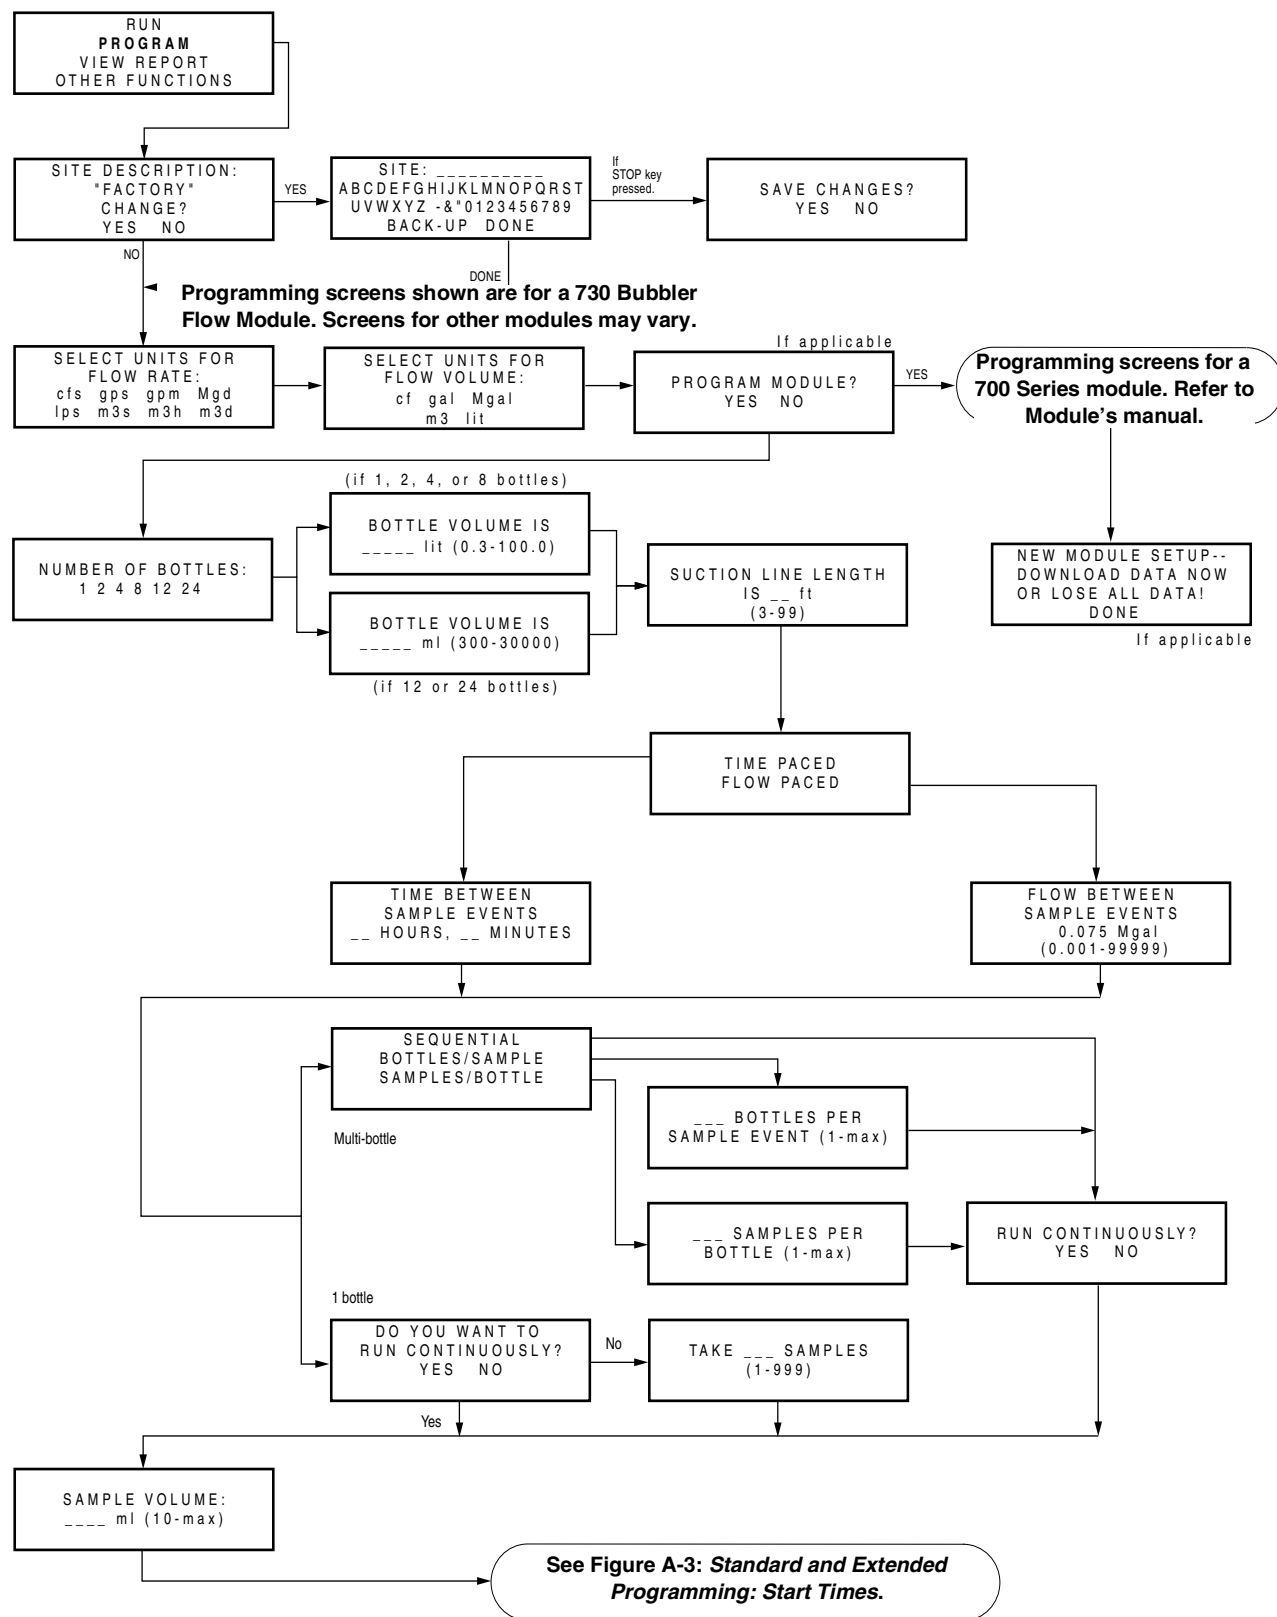 RUN
PROGRAM
VIEW REPORT
OTHER FUNCTIONS
SITE DESCRIPTION:
"FACTORY"
CHANGE?
YES NO
YES
SITE: __________
ABCDEFGHIJKLMNOPQRST
UVWXYZ -&"0123456789
BACK-UP DONE
If
STOP key
pressed.
SAVE CHANGES?
YES NO
NO
DONE
Programming screens shown are for a 730 Bubbler
Flow Module. Screens for other modules may vary.
SELECT UNITS FOR
FLOW RATE:
cfs gps gpm Mgd
lps m3s m3h m3d
SELECT UNITS FOR
FLOW VOLUME:
cf gal Mgal
m3 lit
If applicable
PROGRAM MODULE?
YES NO
YES
Programming screens for a
700 Series module. Refer to
Module's manual.
NEW MODULE SETUP--
DOWNLOAD DATA NOW
OR LOSE ALL DATA!
DONE
If applicable
NUMBER OF BOTTLES:
1 2 4 8 12 24
(if 1, 2, 4, or 8 bottles)
BOTTLE VOLUME IS
_____ lit (0.3-100.0)
BOTTLE VOLUME IS
_____ ml (300-30000)
(if 12 or 24 bottles)
SUCTION LINE LENGTH
IS __ ft
(3-99)
TIME PACED
FLOW PACED
TIME BETWEEN
SAMPLE EVENTS
__ HOURS, __ MINUTES
FLOW BETWEEN
SAMPLE EVENTS
0.075 Mgal
(0.001-99999)
SEQUENTIAL
BOTTLES/SAMPLE
SAMPLES/BOTTLE
Multi-bottle
___ BOTTLES PER
SAMPLE EVENT (1-max)
___ SAMPLES PER
BOTTLE (1-max)
RUN CONTINUOUSLY?
YES NO
1 bottle
DO YOU WANT TO
RUN CONTINUOUSLY?
YES NO
No
TAKE ___ SAMPLES
(1-999)
Yes
SAMPLE VOLUME:
____ ml (10-max)
See Figure A-3: Standard and Extended
Programming: Start Times.